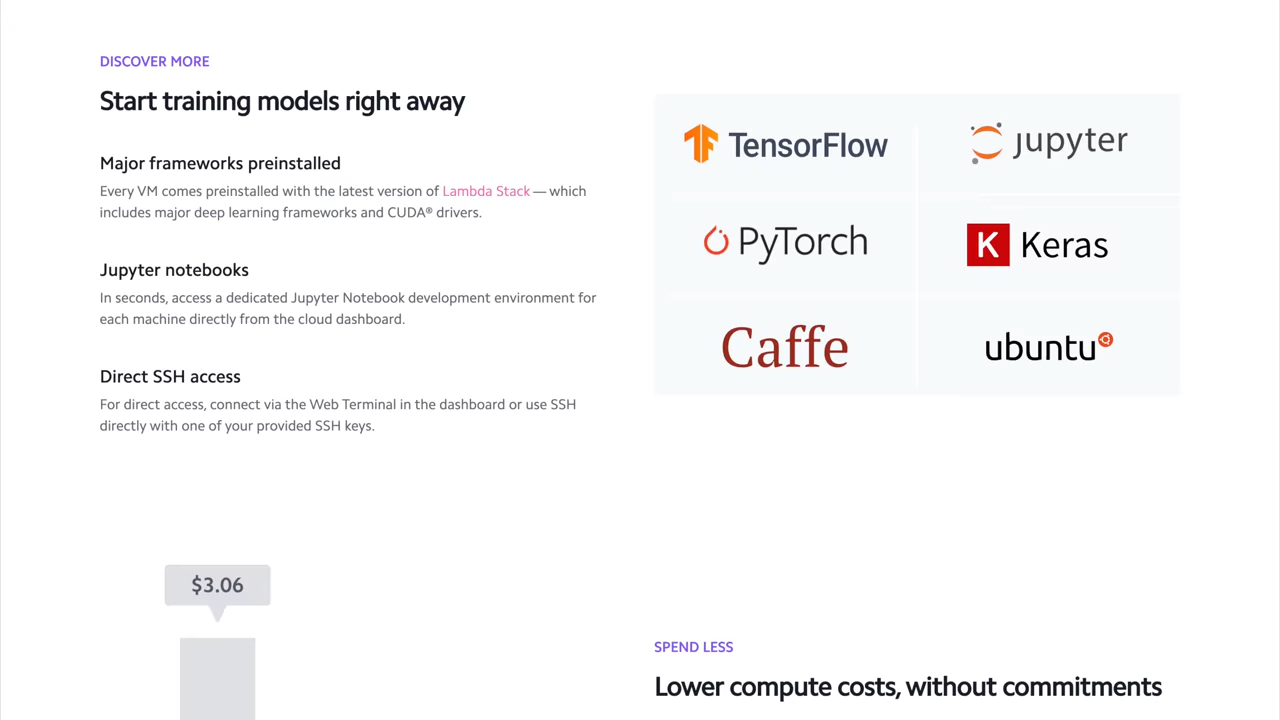 DISCOVER MORE
Start training models right away
Major frameworks preinstalled
Every VM comes preinstalled with the latest version of Lambda Stack — which
includes major deep learning frameworks and CUDA® drivers.
Jupyter notebooks
In seconds, access a dedicated Jupyter Notebook development environment for
each machine directly from the cloud dashboard.
Direct SSH access
For direct access, connect via the Web Terminal in the dashboard or use SSH
directly with one of your provided SSH keys.
TensorFlow
Jupyter
PyTorch
K Keras
Caffe
ubuntu
$3.06
SPEND LESS
Lower compute costs, without commitments